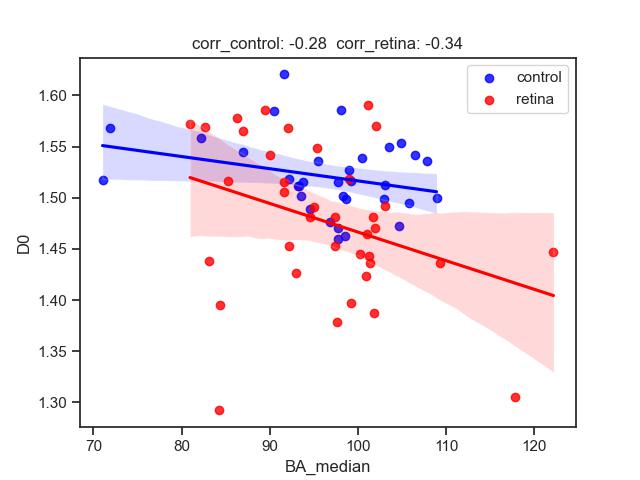 corr_control: -0.28  corr_retina: -0.34
control
retina
1.60
1.55
1.50
1.45
1.40
1.35
1.30
D0
70 80 90 100 110 120
BA_median